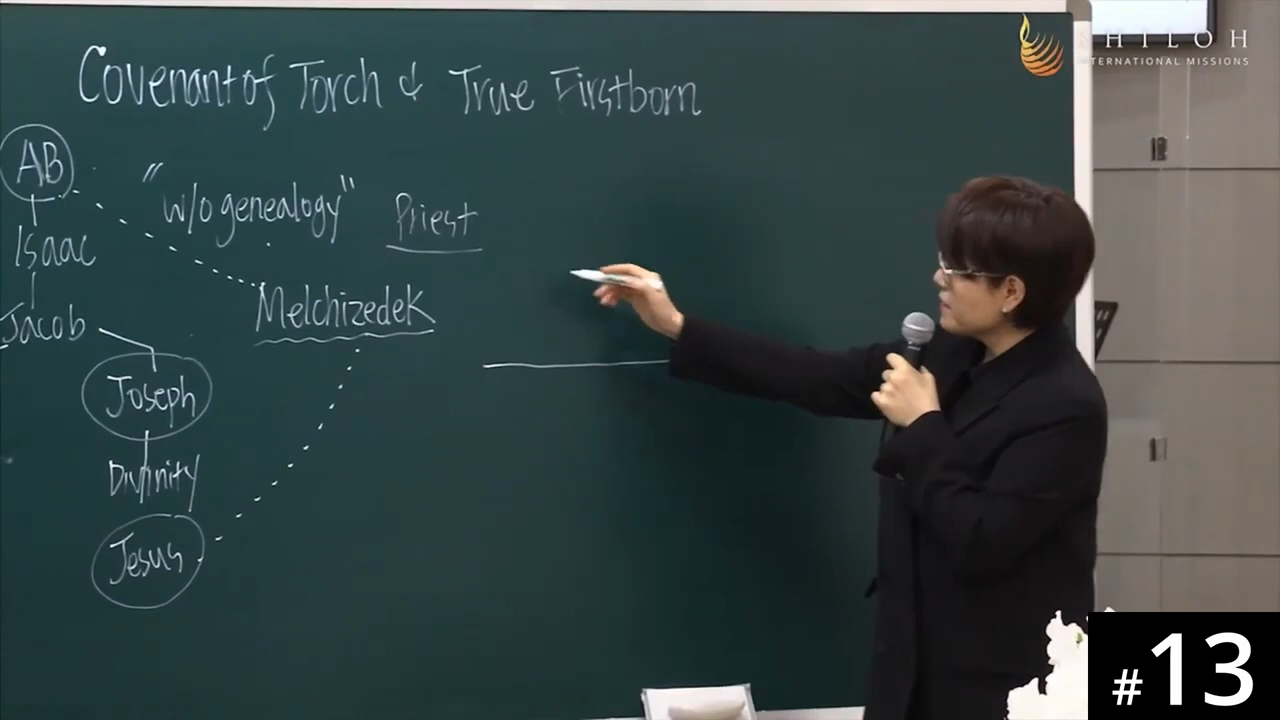 Covenant of Torch & True Firstborn
AB
Isaac
Jacob
Joseph
Divinity
Jesus
"w/o genealogy" Priest
Melchizedek
SHILOH
INTERNATIONAL MISSIONS
#13